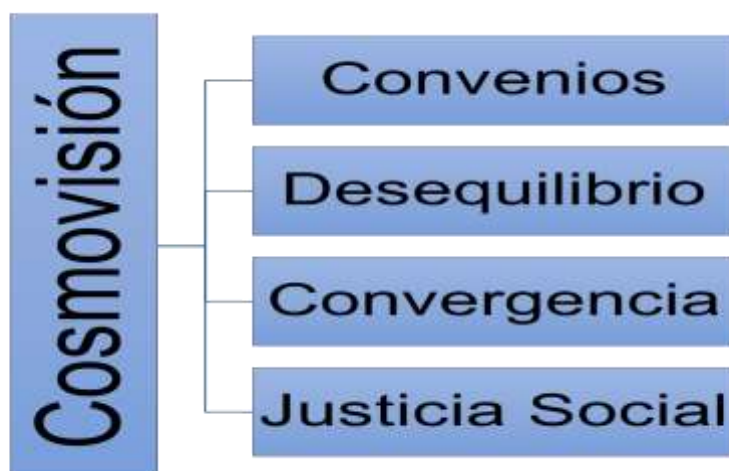 Cosmovisión
Convenios
Desequilibrio
Convergencia
Justicia Social